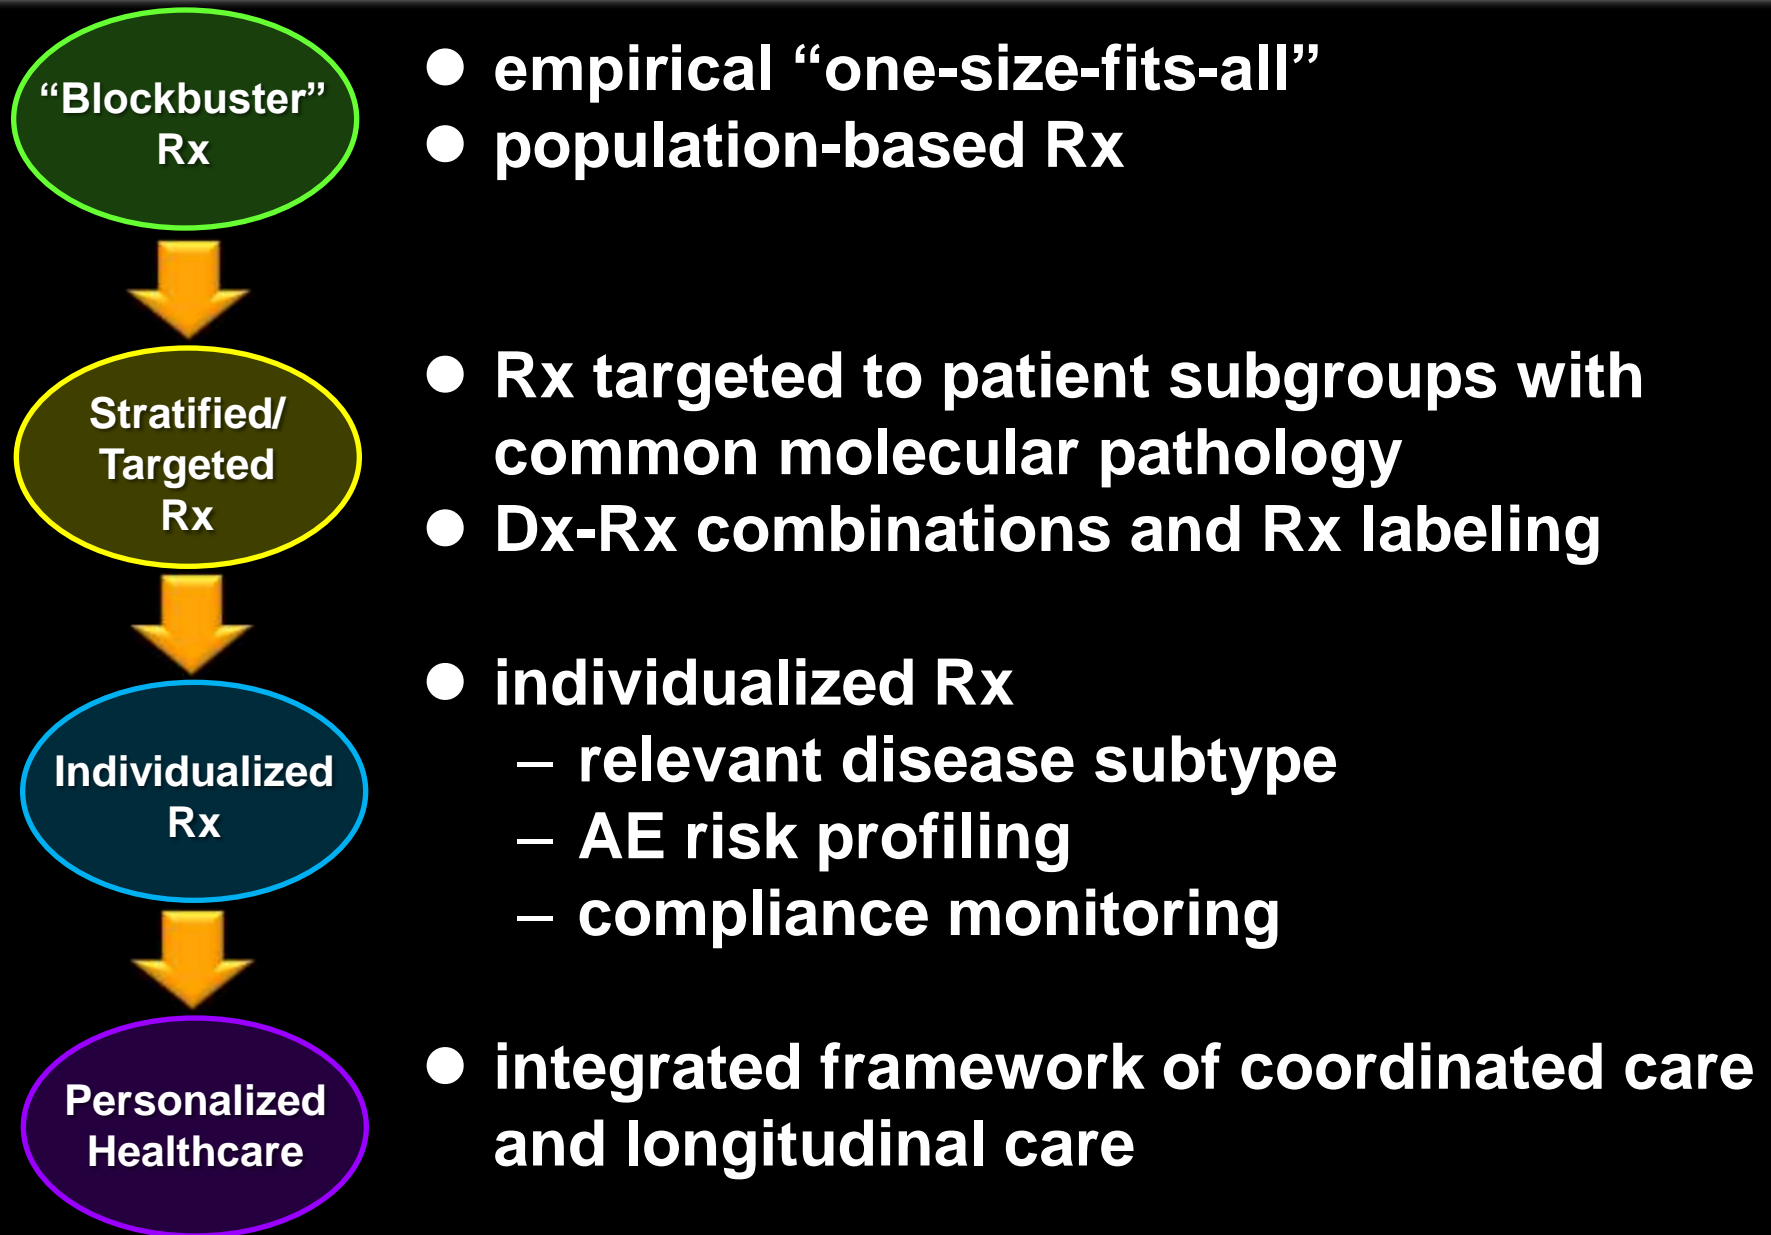 “Blockbuster”
Rx
● empirical “one-size-fits-all”
● population-based Rx
Stratified/
Targeted
Rx
● Rx targeted to patient subgroups with
common molecular pathology
● Dx-Rx combinations and Rx labeling
Individualized
Rx
● individualized Rx
– relevant disease subtype
– AE risk profiling
– compliance monitoring
Personalized
Healthcare
● integrated framework of coordinated care
and longitudinal care